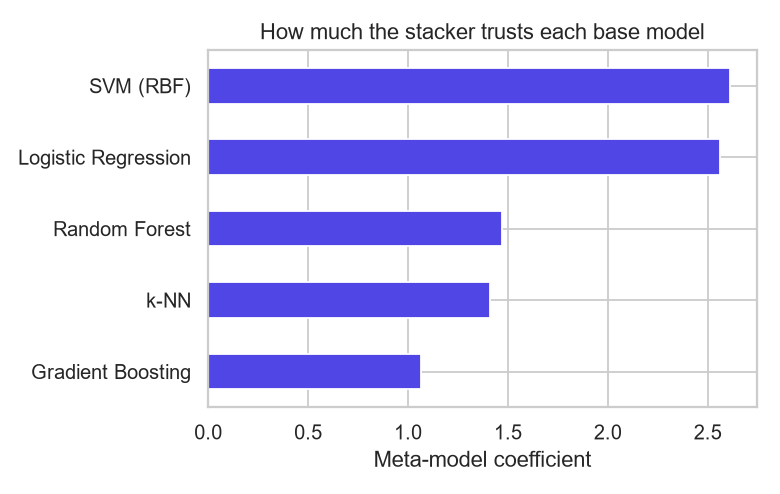 How much the stacker trusts each base model
SVM (RBF)
Logistic Regression
Random Forest
k-NN
Gradient Boosting
0.0 0.5 1.0 1.5 2.0 2.5
Meta-model coefficient